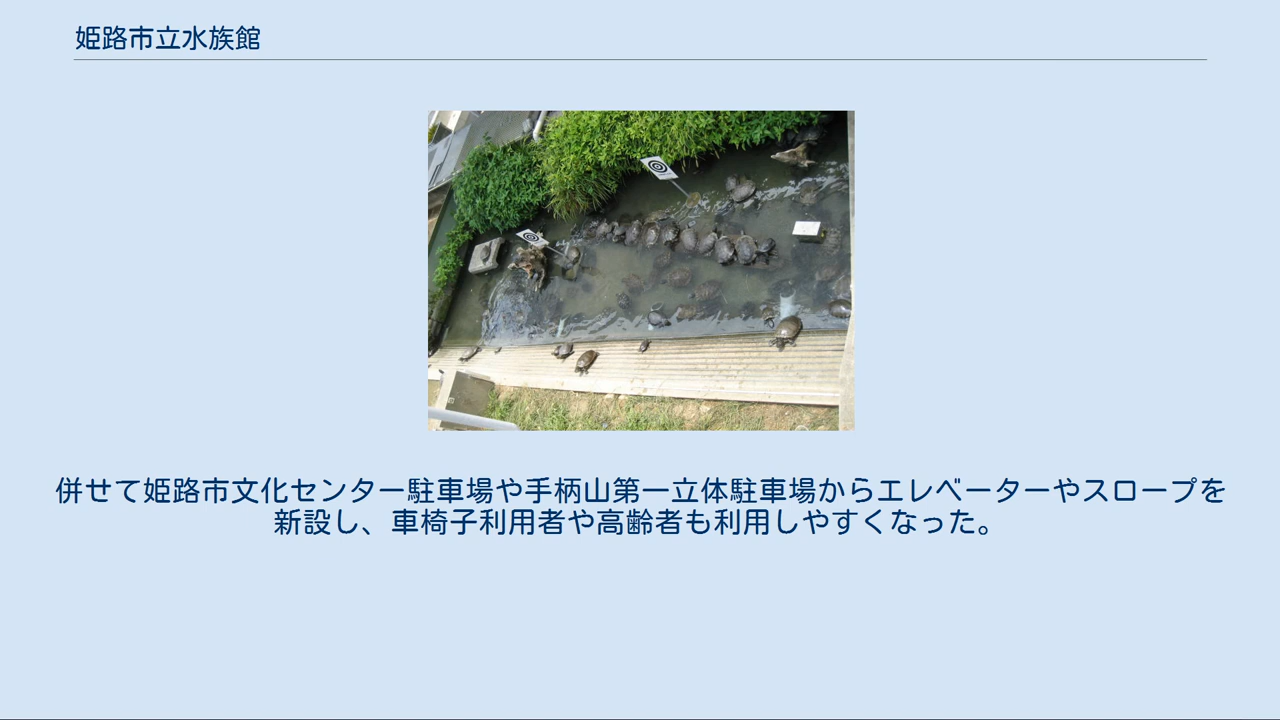 姫路市立水族館
併せて姫路市文化センター駐車場や手柄山第一立体駐車場からエレベーターやスロープを
新設し、車椅子利用者や高齢者も利用しやすくなった。